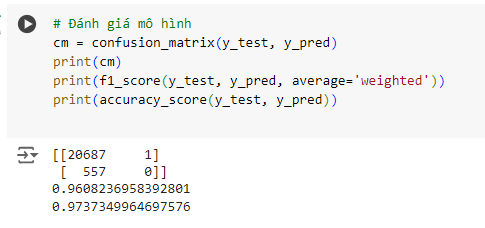 # Đánh giá mô hình
cm = confusion_matrix(y_test, y_pred)
print(cm)
print(f1_score(y_test, y_pred, average='weighted'))
print(accuracy_score(y_test, y_pred))
[[20687     1]
 [  557     0]]
0.9608236958392801
0.9737349964697576